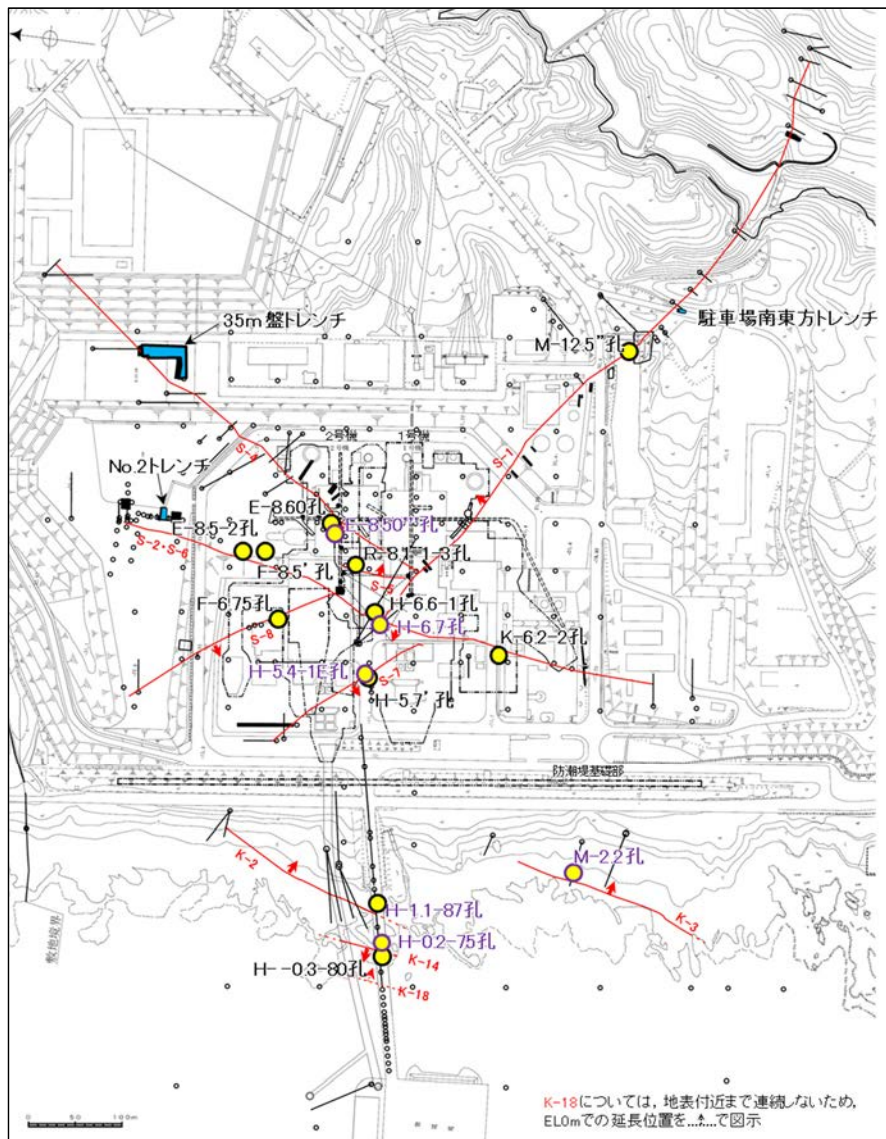 35m盤トレンチ
駐車場南東方トレンチ
M-12.5"孔
2号機
1号機
S-4
S-1
No.2トレンチ
E-8.60孔
E-8.50"'孔
E-8.5-2孔
S-2・S-6
R-8.1-1-3孔
F-8.5'孔
S-5
H-6.6-1孔
F-6.75孔
H-6.7孔
S-8
K-6.2-2孔
H-5.4-1E孔
S-7
H-5.7'孔
防潮堤基礎部
K-2
M-2.2孔
H-1.1-87孔
K-3
敷地境界
H-0.2-75孔
K-14
H--0.3-80孔
K-18
K-18については,地表付近まで連続しないため,
EL0mでの延長位置を で図示
0 50 100m